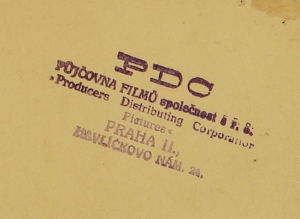 PDC
PŮJČOVNA FILMŮ společnost s r. o.
"Producers Distributing Corporation
Pictures"
PRAHA II.,
HAVLÍČKOVO NÁM. 24.